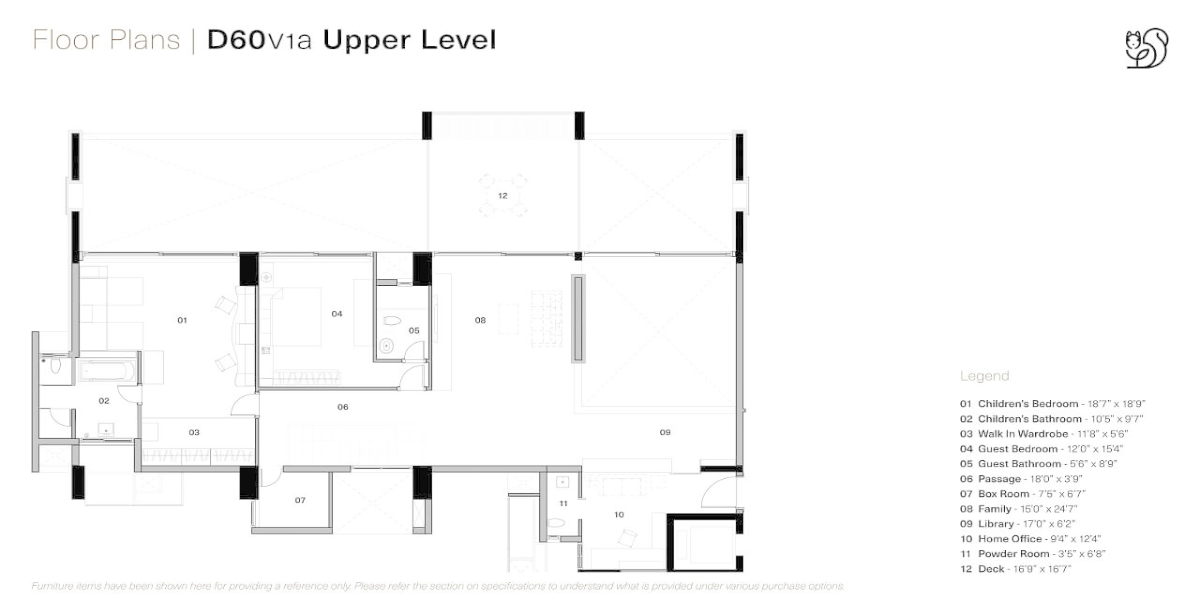 Floor Plans | D60V1a Upper Level
12
01
04
05
08
02
06
03
09
07
11
10
Legend
01 Children's Bedroom - 18'7" x 18'9"
02 Children's Bathroom - 10'5" x 9'7"
03 Walk In Wardrobe - 11'8" x 5'6"
04 Guest Bedroom - 12'0" x 15'4"
05 Guest Bathroom - 5'6" x 8'9"
06 Passage - 18'0" x 3'9"
07 Box Room - 7'5" x 6'7"
08 Family - 15'0" x 24'7"
09 Library - 17'0" x 6'2"
10 Home Office - 9'4" x 12'4"
11 Powder Room - 3'5" x 6'8"
12 Deck - 16'9" x 16'7"
Furniture items have been shown here for providing a reference only. Please refer the section on specifications to understand what is provided under various purchase options.